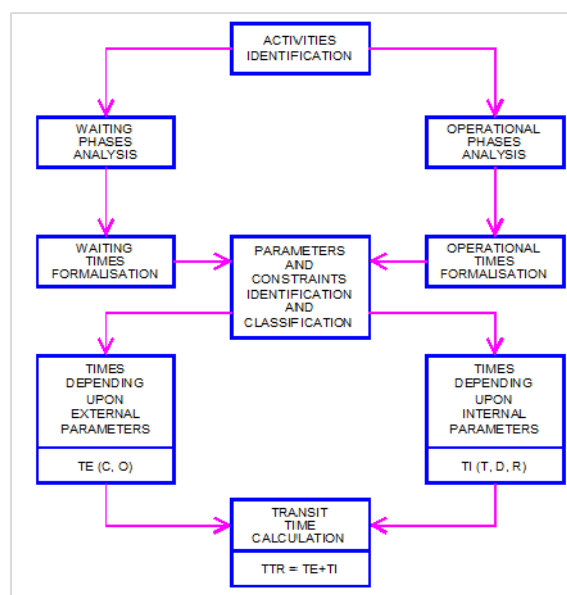 ACTIVITIES
IDENTIFICATION
WAITING
PHASES
ANALYSIS
OPERATIONAL
PHASES
ANALYSIS
WAITING
TIMES
FORMALISATION
PARAMETERS
AND
CONSTRAINTS
IDENTIFICATION
AND
CLASSIFICATION
OPERATIONAL
TIMES
FORMALISATION
TIMES
DEPENDING
UPON
EXTERNAL
PARAMETERS
TE (C, O)
TIMES
DEPENDING
UPON
INTERNAL
PARAMETERS
TI (T, D, R)
TRANSIT
TIME
CALCULATION
TTR = TE+TI